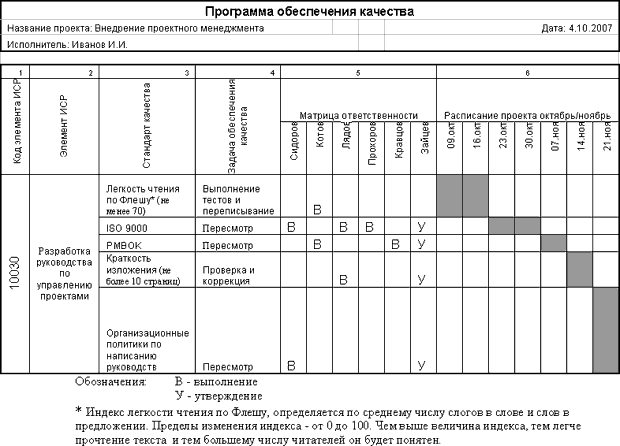 Программа обеспечения качества
Название проекта: Внедрение проектного менеджмента Дата: 4.10.2007
Исполнитель: Иванов И.И.
1 2 3 4 5 6
Код элемента ИСР
Элемент ИСР
Стандарт качества
Задача обеспечения
качества
Матрица ответственности
Сидоров
Котов
Лядов
Прохоров
Кравцов
Зайцев
Расписание проекта октябрь/ноябрь
09.окт
16.окт
23.окт
30.окт
07.ноя
14.ноя
21.ноя
10030
Разработка
руководства
по
управлению
проектами
Легкость чтения
по Флешу* (не
менее 70)
Выполнение
тестов и
переписывание
В
ISO 9000 Пересмотр В В В У
PMBOK Пересмотр В В У
Краткость
изложения (не
более 10 страниц)
Проверка и
коррекция
В У
Организационные
политики по
написанию
руководств
Пересмотр В У
Обозначения: В - выполнение
У - утверждение
* Индекс легкости чтения по Флешу, определяется по среднему числу слогов в слове и слов в
предложении. Пределы изменения индекса - от 0 до 100. Чем выше величина индекса, тем легче
прочтение текста и тем большему числу читателей он будет понятен.